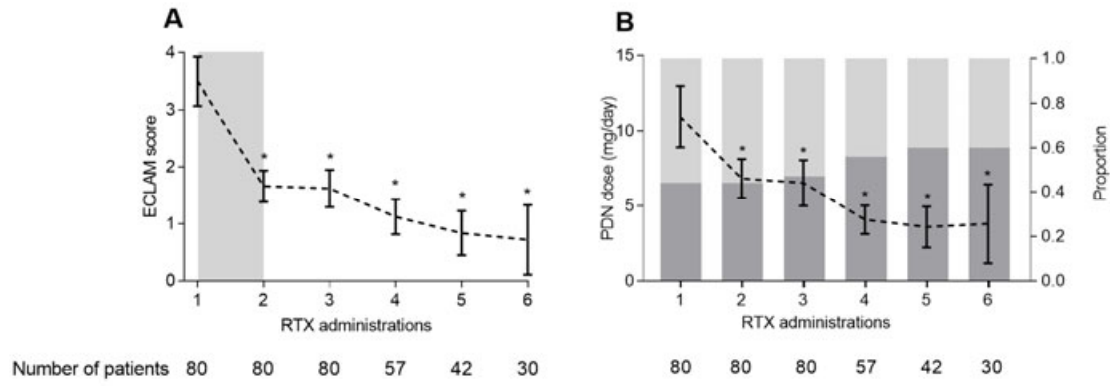 A
4
3
2
1
0
ECLAM score
* * * * *
1 2 3 4 5 6
RTX administrations
Number of patients 80 80 80 57 42 30
B
15
10
5
0
PDN dose (mg/day)
* * * * *
1.0
0.8
0.6
0.4
0.2
0.0
Proportion
1 2 3 4 5 6
RTX administrations
80 80 80 57 42 30